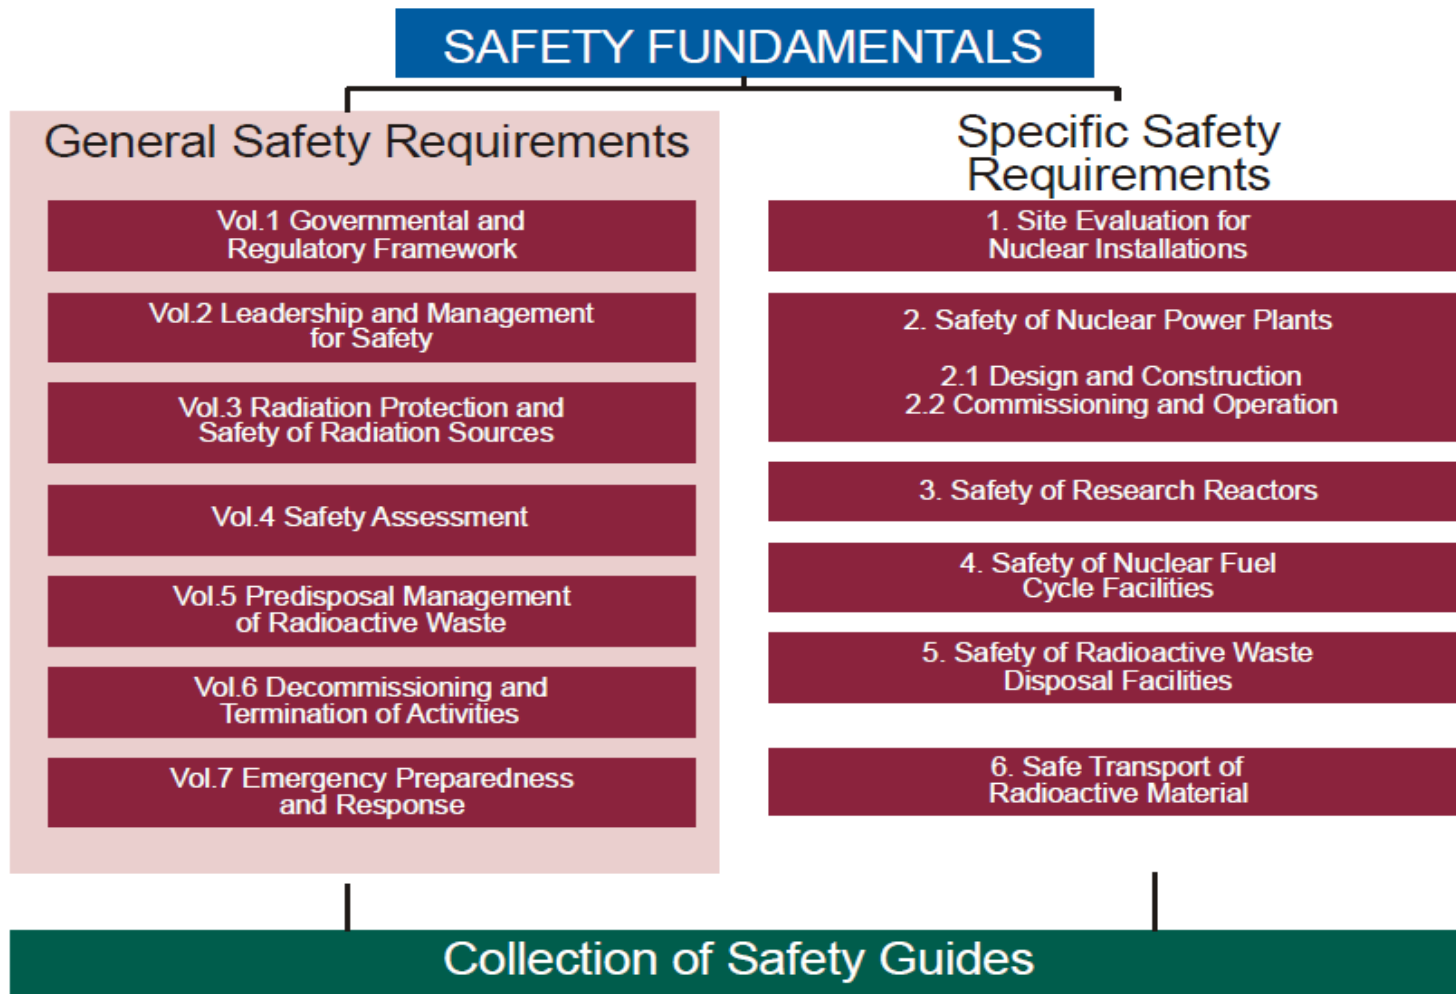 SAFETY FUNDAMENTALS
General Safety Requirements
Vol.1 Governmental and
Regulatory Framework
Vol.2 Leadership and Management
for Safety
Vol.3 Radiation Protection and
Safety of Radiation Sources
Vol.4 Safety Assessment
Vol.5 Predisposal Management
of Radioactive Waste
Vol.6 Decommissioning and
Termination of Activities
Vol.7 Emergency Preparedness
and Response
Specific Safety
Requirements
1. Site Evaluation for
Nuclear Installations
2. Safety of Nuclear Power Plants
2.1 Design and Construction
2.2 Commissioning and Operation
3. Safety of Research Reactors
4. Safety of Nuclear Fuel
Cycle Facilities
5. Safety of Radioactive Waste
Disposal Facilities
6. Safe Transport of
Radioactive Material
Collection of Safety Guides